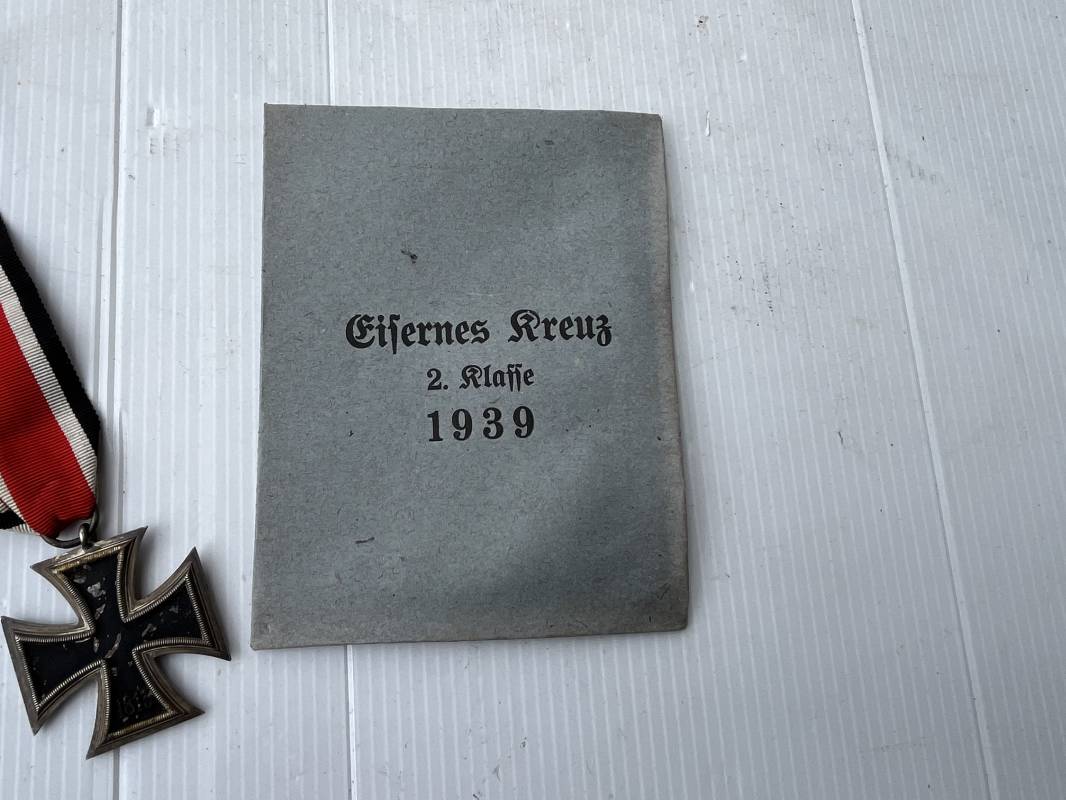 Eiſernes Kreuz
2. Klaſſe
1939